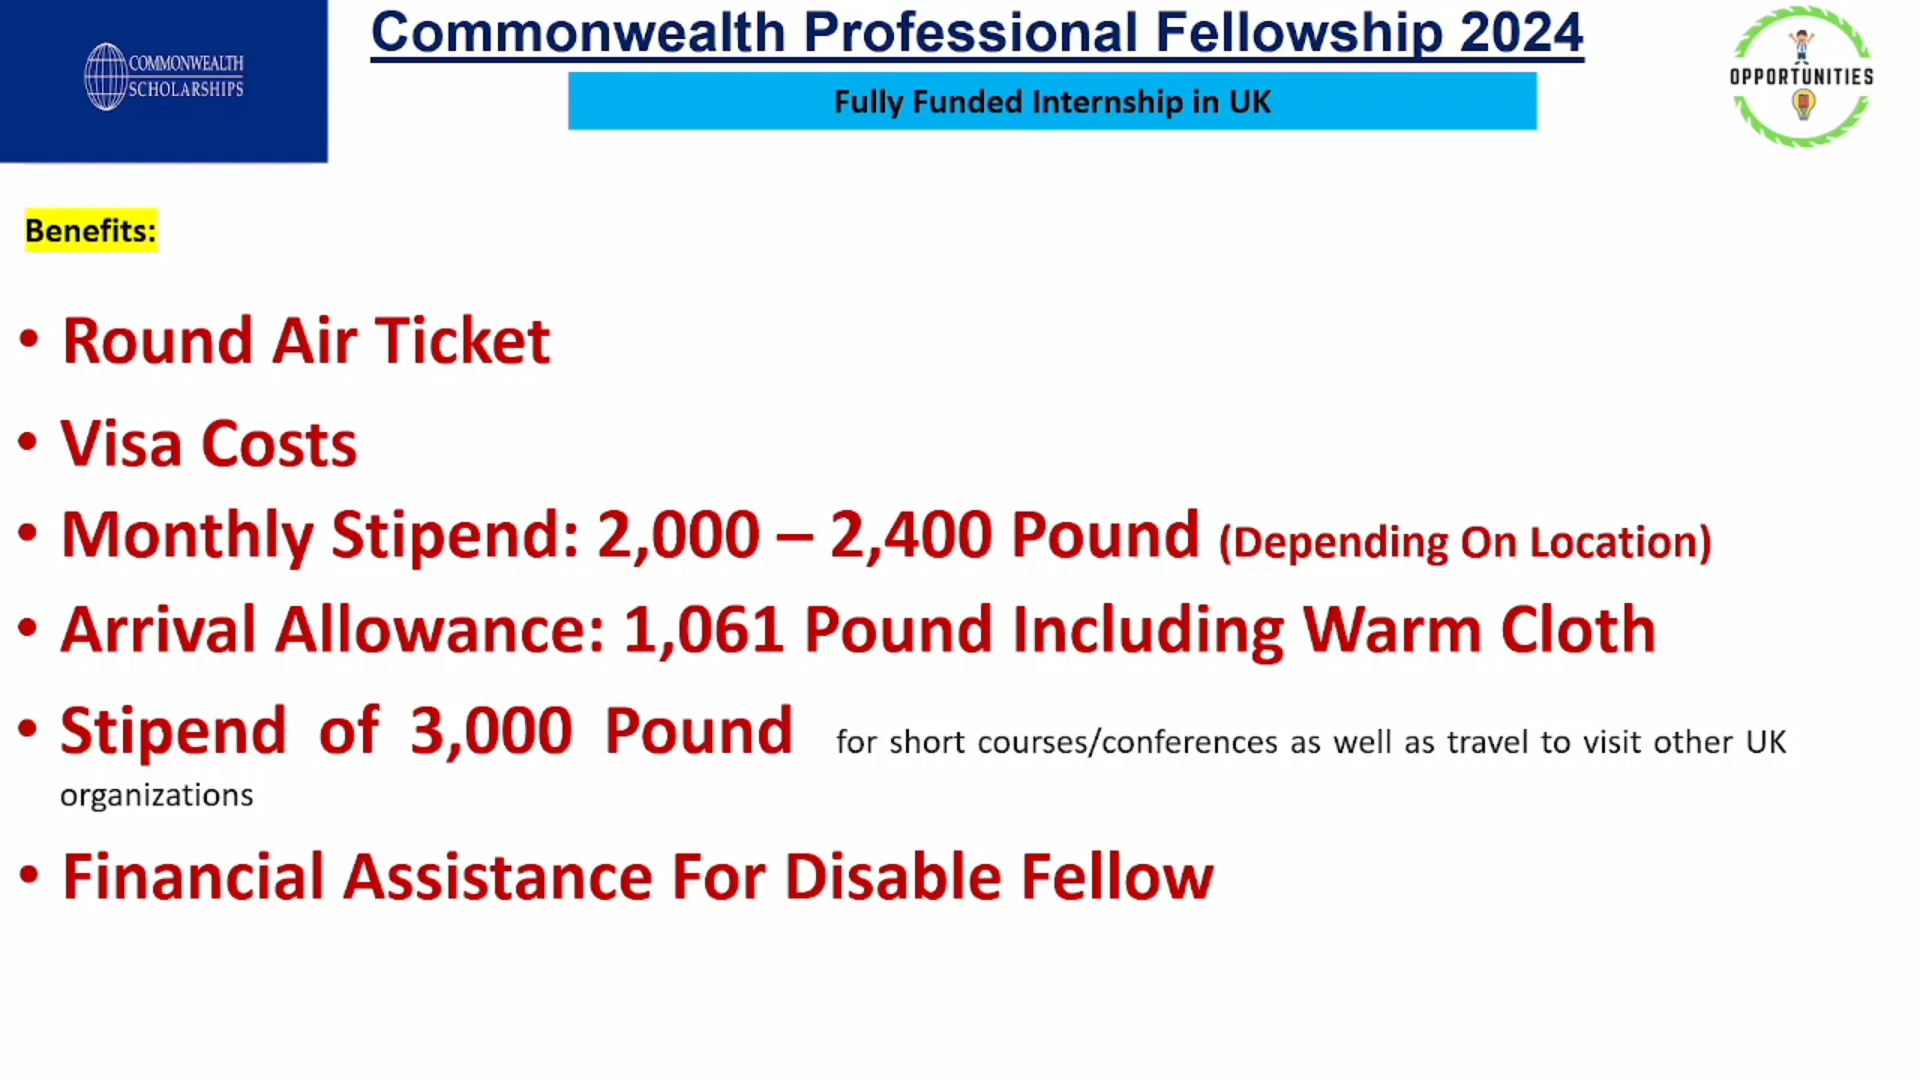 COMMONWEALTH
SCHOLARSHIPS
Commonwealth Professional Fellowship 2024
Fully Funded Internship in UK
OPPORTUNITIES
Benefits:
• Round Air Ticket
• Visa Costs
• Monthly Stipend: 2,000 – 2,400 Pound (Depending On Location)
• Arrival Allowance: 1,061 Pound Including Warm Cloth
• Stipend of 3,000 Pound for short courses/conferences as well as travel to visit other UK
organizations
• Financial Assistance For Disable Fellow